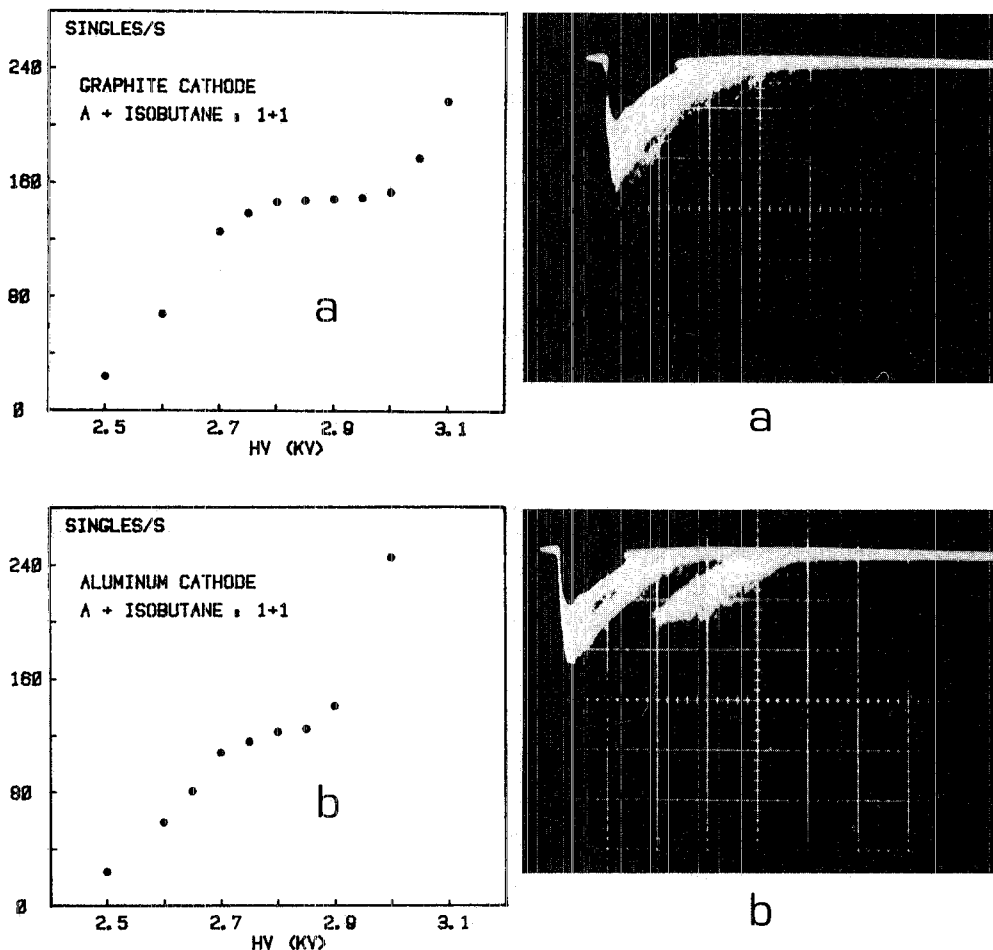 SINGLES/S
240
GRAPHITE CATHODE
A + ISOBUTANE : 1+1
160
80
a
0
2.5 2.7 2.9 3.1
HV (KV)
a
SINGLES/S
240
ALUMINUM CATHODE
A + ISOBUTANE : 1+1
160
80
b
0
2.5 2.7 2.9 3.1
HV (KV)
b